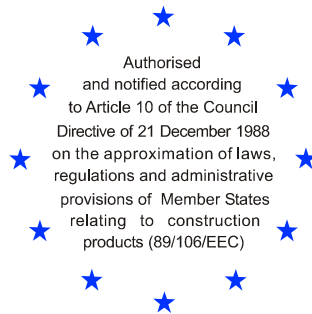 Authorised
and notified according
to Article 10 of the Council
Directive of 21 December 1988
on the approximation of laws,
regulations and administrative
provisions of Member States
relating to construction
products (89/106/EEC)